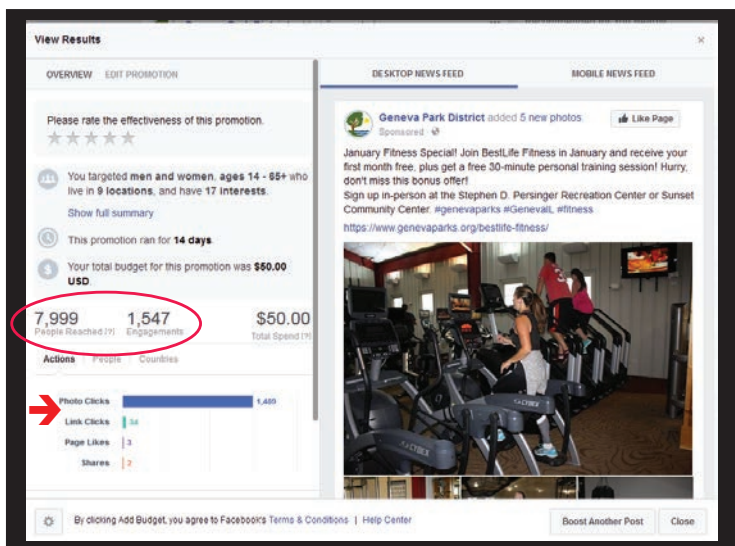 View Results
×
OVERVIEW EDIT PROMOTION
Please rate the effectiveness of this promotion.
You targeted men and women, ages 14 - 65+ who
live in 9 locations, and have 17 interests.
Show full summary
This promotion ran for 14 days.
Your total budget for this promotion was $50.00
USD.
7,999 1,547 $50.00
People Reached [?] Engagements Total Spend [?]
Actions People Countries
Photo Clicks
Link Clicks 34
Page Likes 3
Shares 2
DESKTOP NEWS FEED MOBILE NEWS FEED
Geneva Park District added 5 new photos
Sponsored
Like Page
January Fitness Special! Join BestLife Fitness in January and receive your
first month free, plus get a free 30-minute personal training session! Hurry,
don't miss this bonus offer!
Sign up in-person at the Stephen D. Persinger Recreation Center or Sunset
Community Center. #genevaparks #GenevaIL #fitness
https://www.genevaparks.org/bestlife-fitness/
CYBEX
By clicking Add Budget, you agree to Facebook's Terms & Conditions | Help Center
Boost Another Post Close